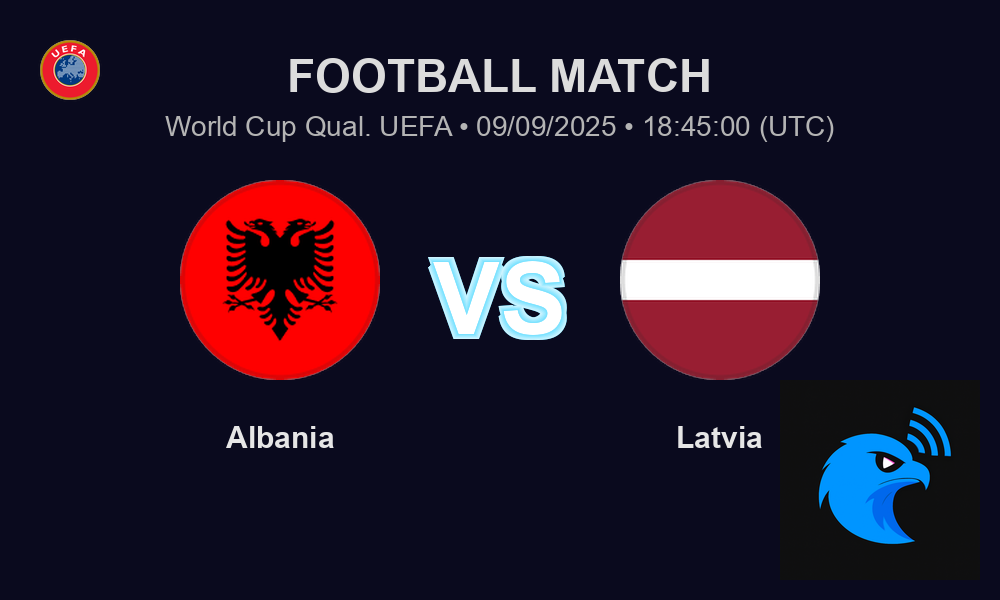 UEFA
FOOTBALL MATCH
World Cup Qual. UEFA • 09/09/2025 • 18:45:00 (UTC)
VS
Albania
Latvia